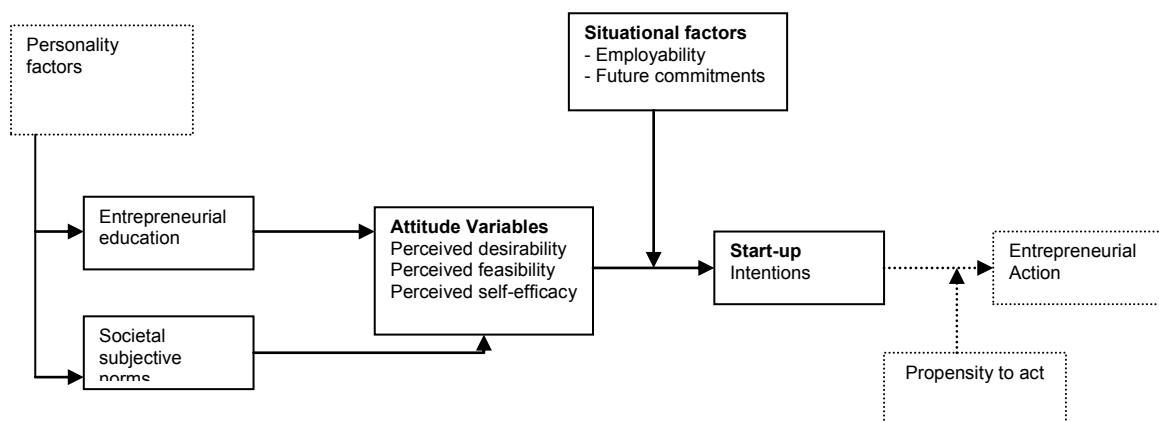 Personality
factors
Situational factors
- Employability
- Future commitments
Entrepreneurial
education
Attitude Variables
Perceived desirability
Perceived feasibility
Perceived self-efficacy
Start-up
Intentions
Entrepreneurial
Action
Societal
subjective
norms
Propensity to act